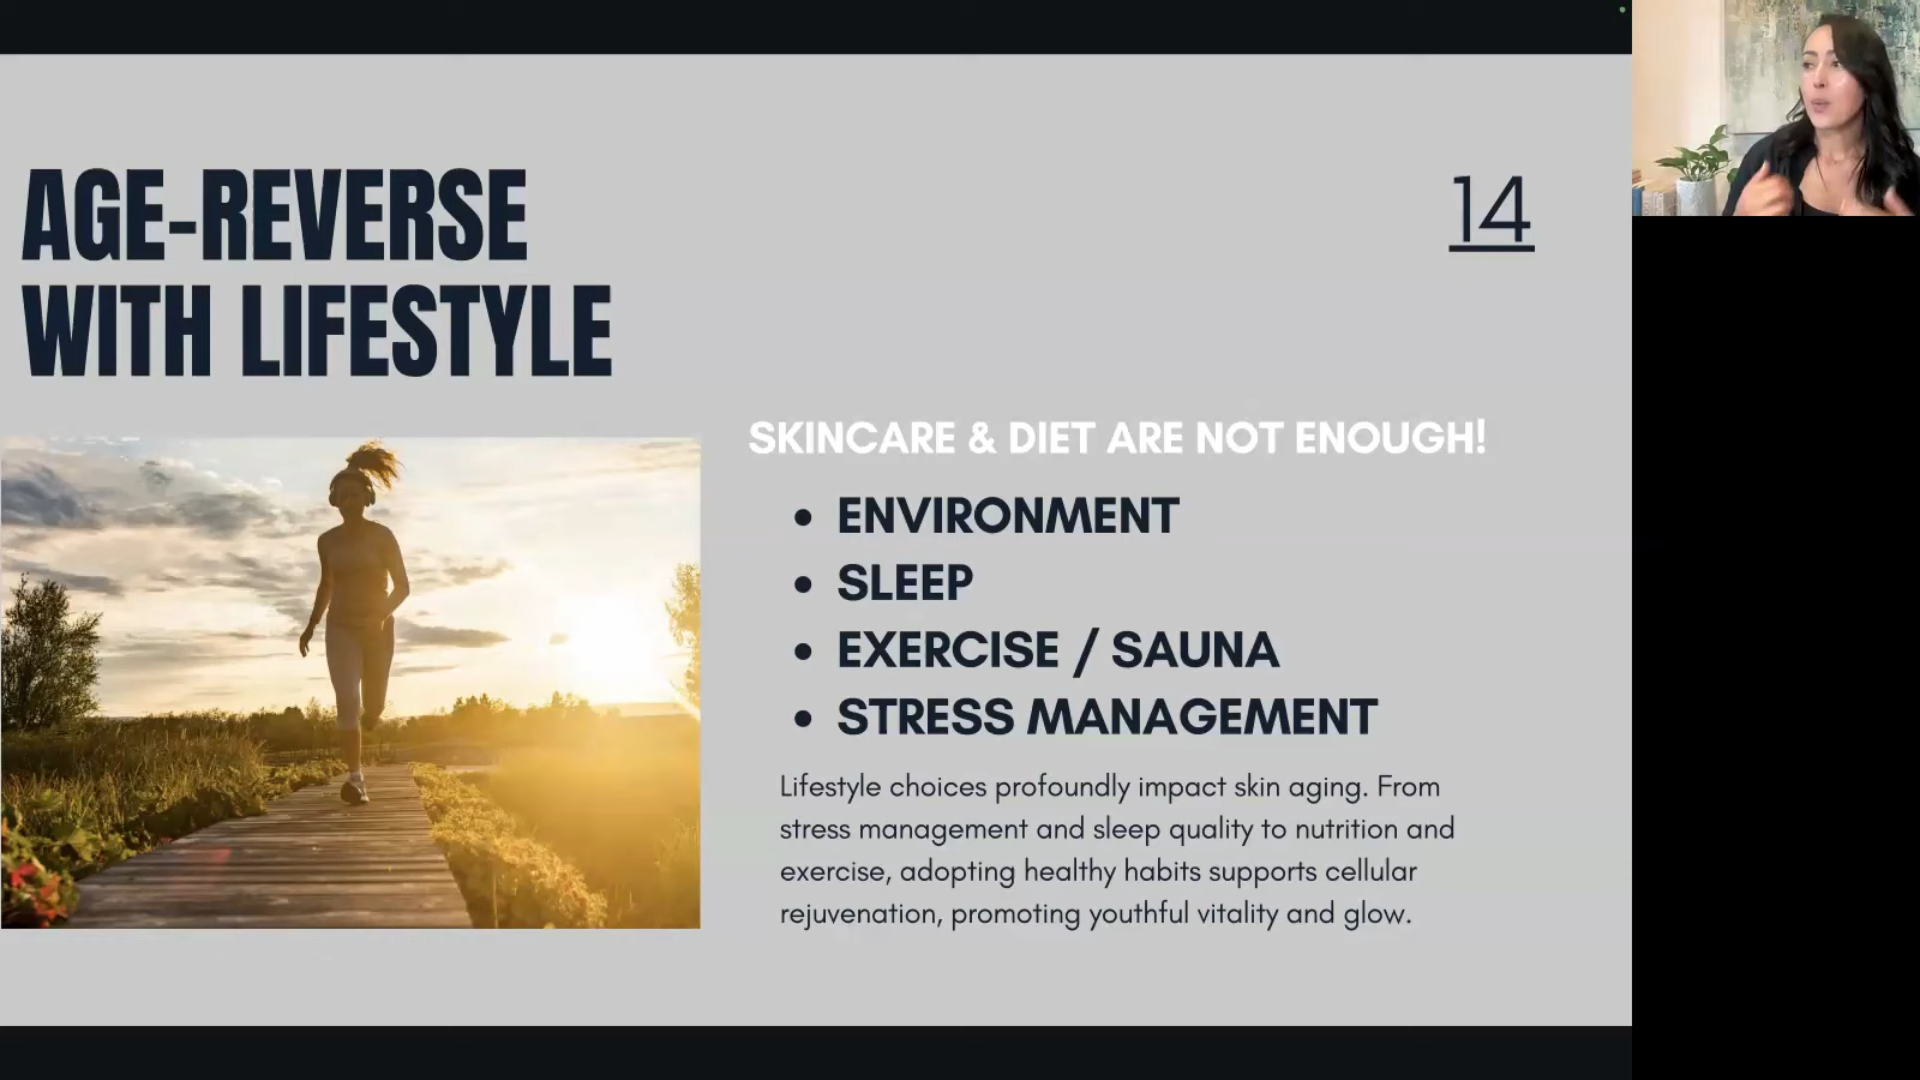 AGE-REVERSE
WITH LIFESTYLE
14
SKINCARE & DIET ARE NOT ENOUGH!
• ENVIRONMENT
• SLEEP
• EXERCISE / SAUNA
• STRESS MANAGEMENT
Lifestyle choices profoundly impact skin aging. From
stress management and sleep quality to nutrition and
exercise, adopting healthy habits supports cellular
rejuvenation, promoting youthful vitality and glow.